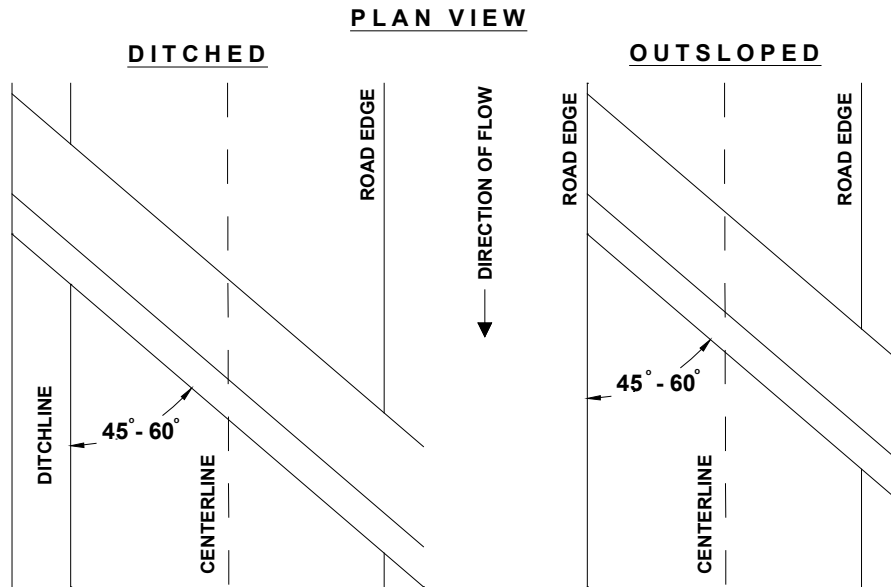 PLAN VIEW
DITCHED
OUTSLOPED
ROAD EDGE
DIRECTION OF FLOW
ROAD EDGE
ROAD EDGE
45° - 60°
45° - 60°
DITCHLINE
CENTERLINE
CENTERLINE